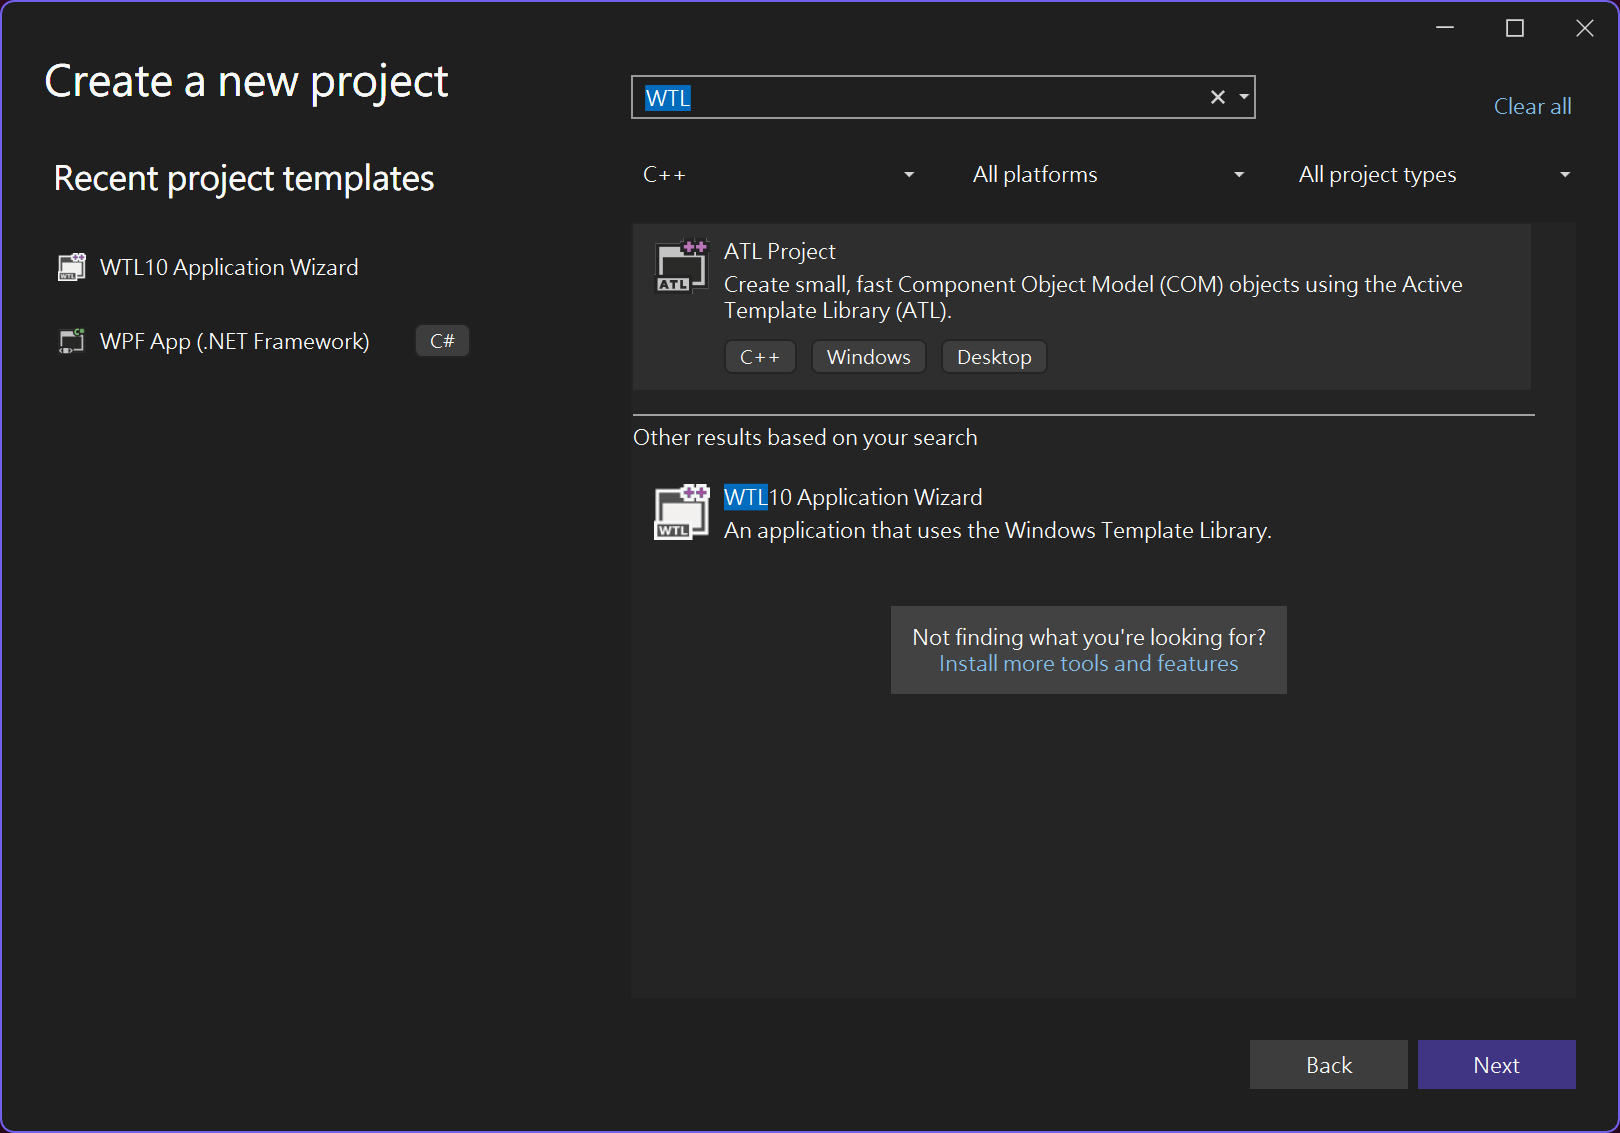 Create a new project
WTL
Clear all
Recent project templates
C++
All platforms
All project types
WTL10 Application Wizard
WPF App (.NET Framework)
C#
ATL
ATL Project
Create small, fast Component Object Model (COM) objects using the Active
Template Library (ATL).
C++
Windows
Desktop
Other results based on your search
WTL
WTL10 Application Wizard
An application that uses the Windows Template Library.
Not finding what you're looking for?
Install more tools and features
Back
Next